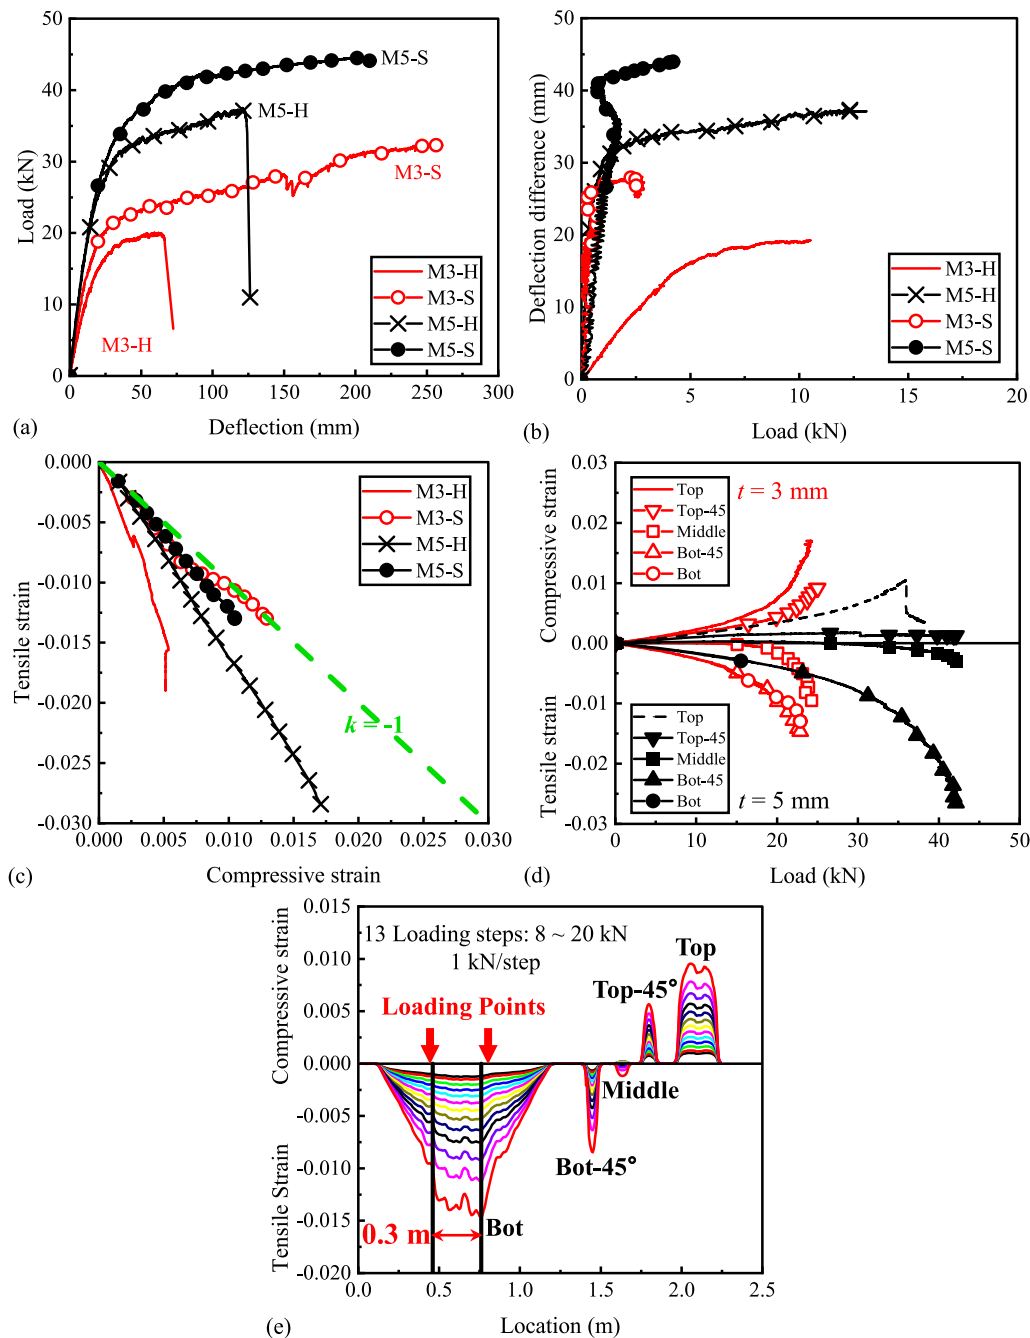 50
40
30
20
10
0
Load (kN)
M5-S
M5-H
M3-S
M3-H
M3-H
M3-S
M5-H
M5-S
0
50
100
150
200
250
300
Deflection (mm)
(a)
50
40
30
20
10
0
Deflection difference (mm)
M3-H
M5-H
M3-S
M5-S
0
5
10
15
20
Load (kN)
(b)
0.000
-0.005
-0.010
-0.015
-0.020
-0.025
-0.030
Tensile strain
M3-H
M3-S
M5-H
M5-S
k = -1
0.000
0.005
0.010
0.015
0.020
0.025
0.030
Compressive strain
(c)
0.03
0.02
0.01
0.00
-0.01
-0.02
-0.03
Compressive strain
Tensile strain
Top
Top-45
Middle
Bot-45
Bot
t = 3 mm
Top
Top-45
Middle
Bot-45
Bot
t = 5 mm
0
10
20
30
40
50
Load (kN)
(d)
0.015
0.010
0.005
0.000
-0.005
-0.010
-0.015
-0.020
Compressive strain
Tensile Strain
13 Loading steps: 8 ~ 20 kN
1 kN/step
Loading Points
Top
Top-45°
Middle
Bot-45°
Bot
0.3 m
0.0
0.5
1.0
1.5
2.0
2.5
Location (m)
(e)